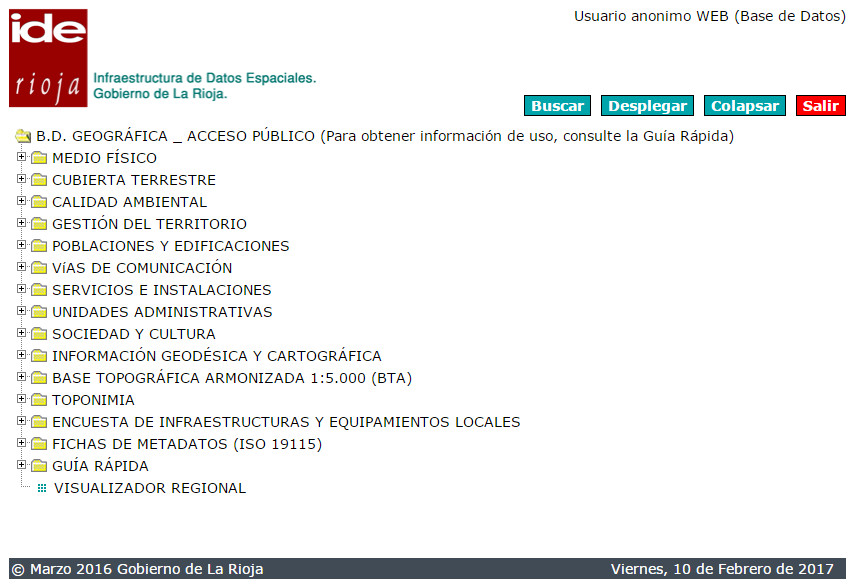 Usuario anonimo WEB (Base de Datos)
ide
rioja
Infraestructura de Datos Espaciales.
Gobierno de La Rioja.
Buscar Desplegar Colapsar Salir
B.D. GEOGRÁFICA _ ACCESO PÚBLICO (Para obtener información de uso, consulte la Guía Rápida)
MEDIO FÍSICO
CUBIERTA TERRESTRE
CALIDAD AMBIENTAL
GESTIÓN DEL TERRITORIO
POBLACIONES Y EDIFICACIONES
VíAS DE COMUNICACIÓN
SERVICIOS E INSTALACIONES
UNIDADES ADMINISTRATIVAS
SOCIEDAD Y CULTURA
INFORMACIÓN GEODÉSICA Y CARTOGRÁFICA
BASE TOPOGRÁFICA ARMONIZADA 1:5.000 (BTA)
TOPONIMIA
ENCUESTA DE INFRAESTRUCTURAS Y EQUIPAMIENTOS LOCALES
FICHAS DE METADATOS (ISO 19115)
GUÍA RÁPIDA
VISUALIZADOR REGIONAL
© Marzo 2016 Gobierno de La Rioja Viernes, 10 de Febrero de 2017